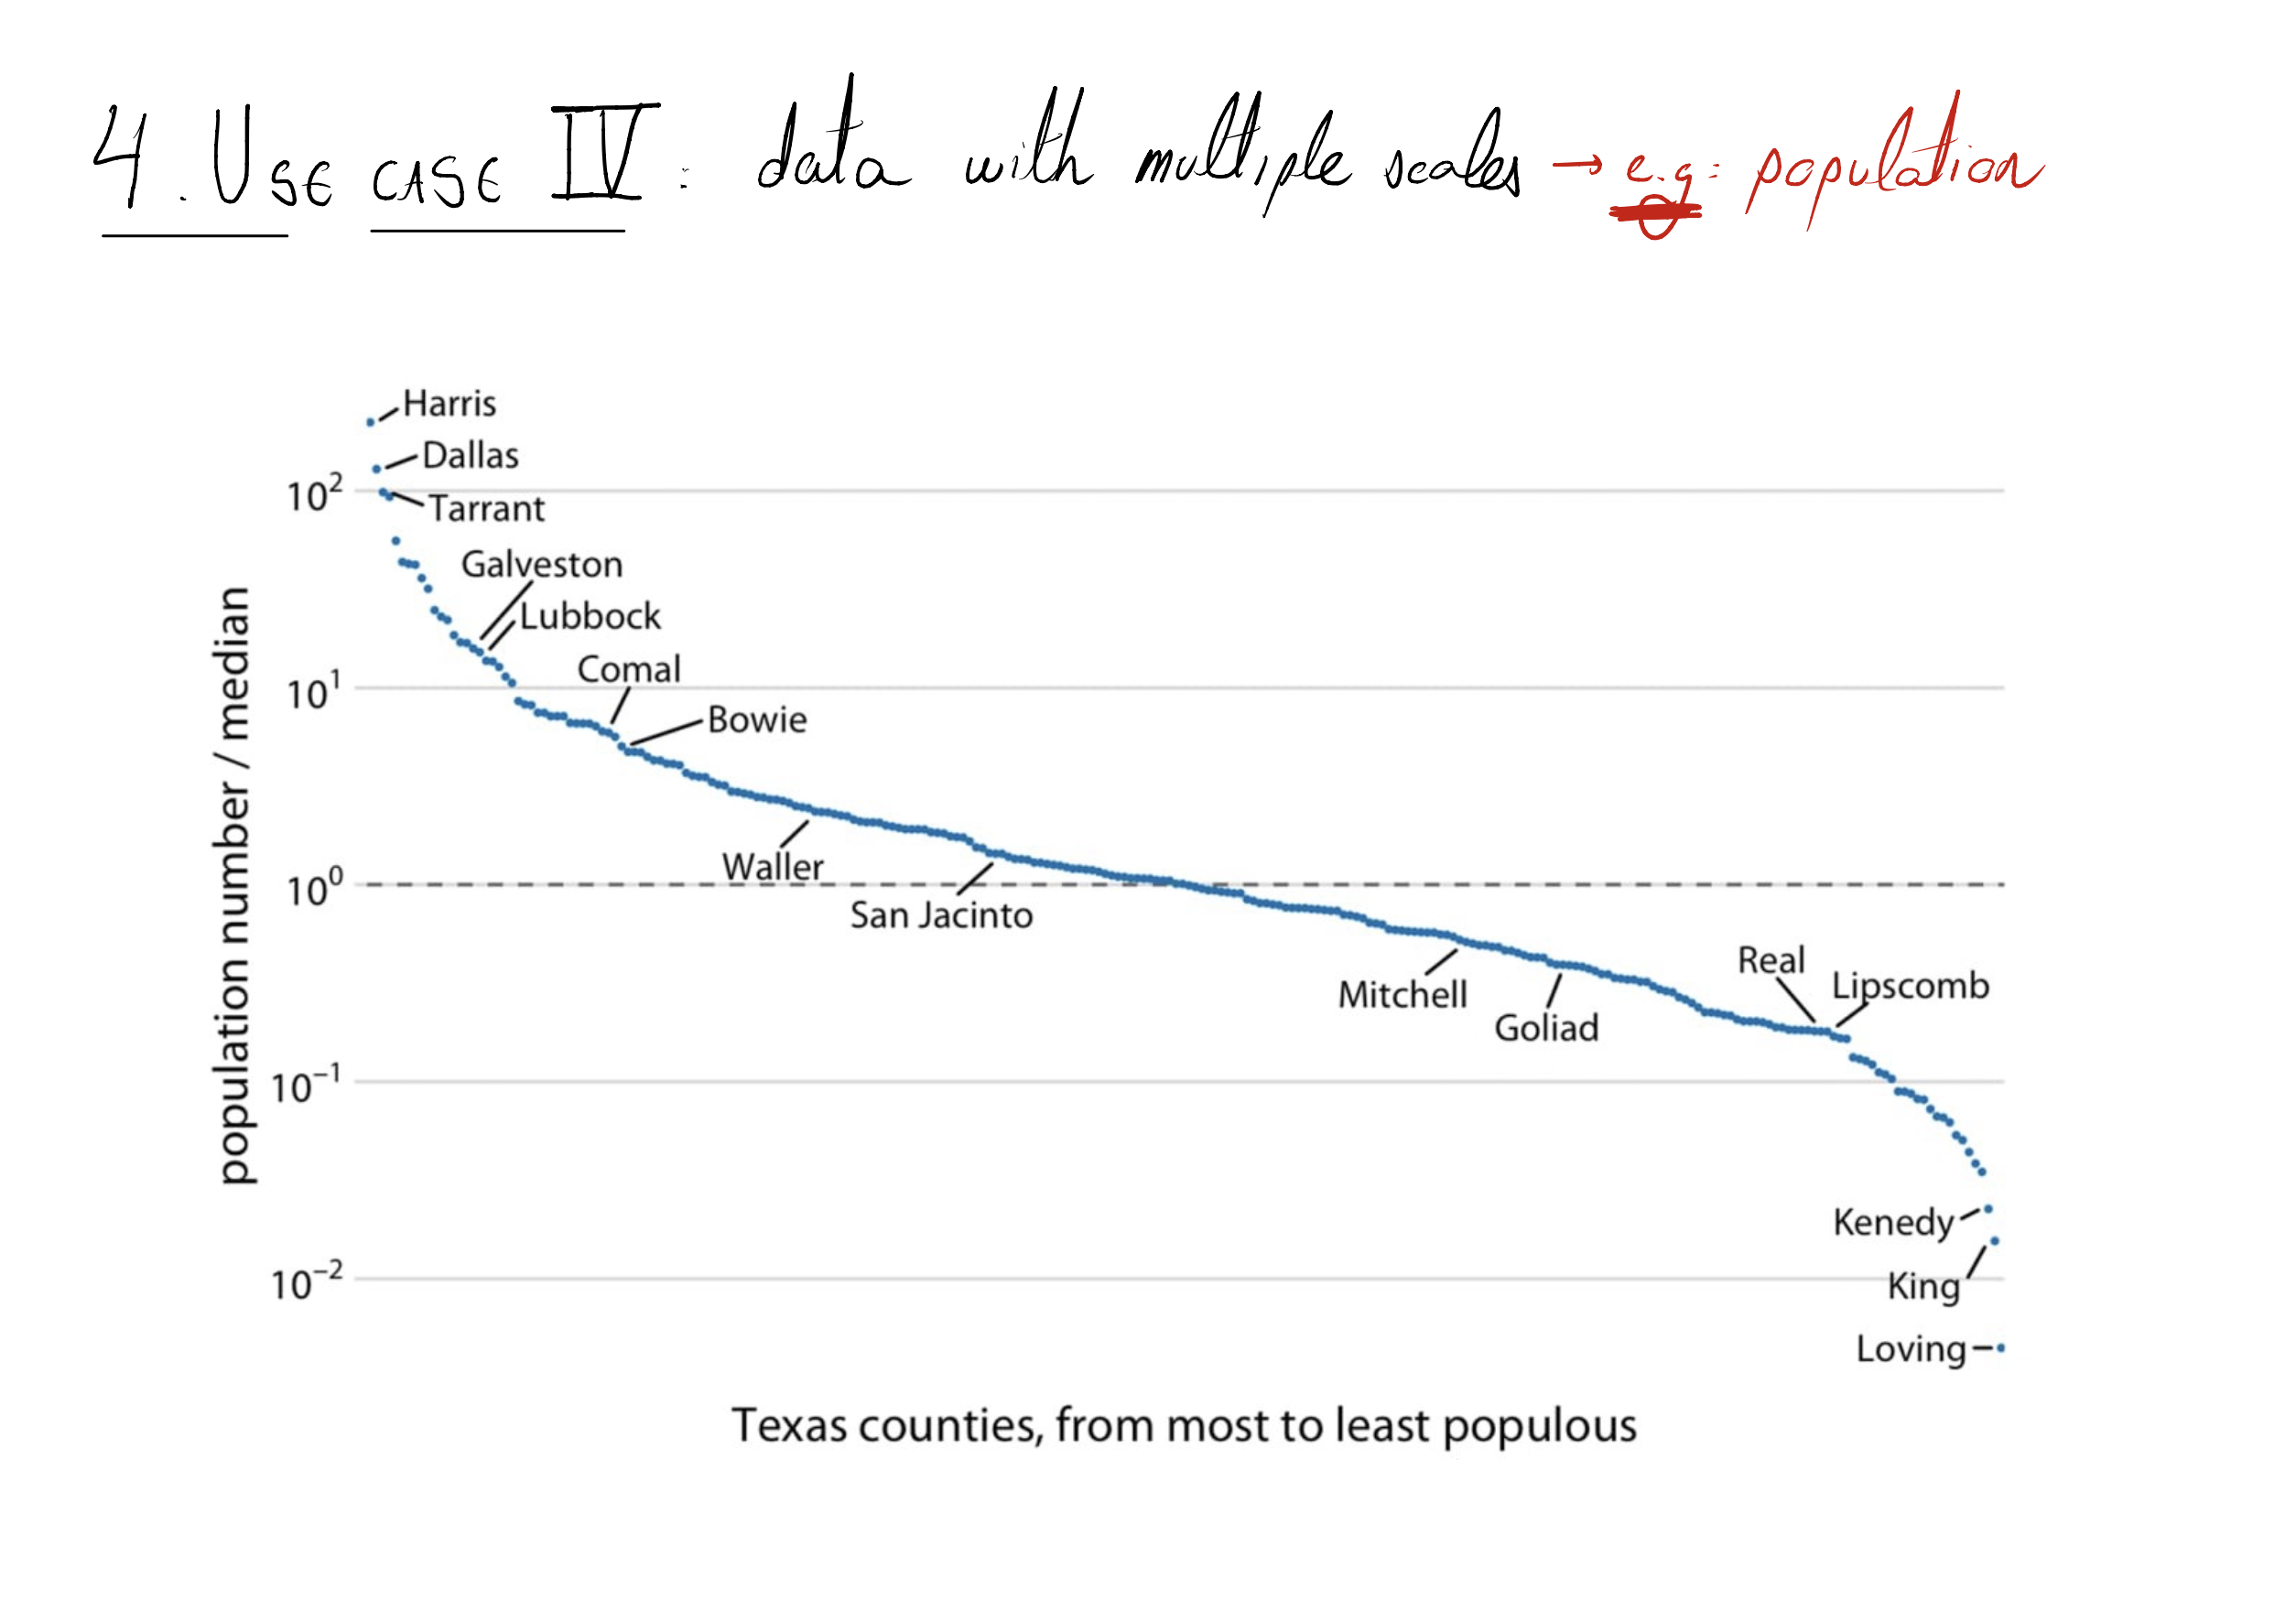 4. USE CASE IV: data with multiple scales → e.g: population
Harris
Dallas
10²
Tarrant
Galveston
Lubbock
Comal
10¹
Bowie
Waller
10⁰
San Jacinto
Real
Lipscomb
Mitchell
Goliad
10⁻¹
Kenedy
10⁻²
King
Loving
population number / median
Texas counties, from most to least populous